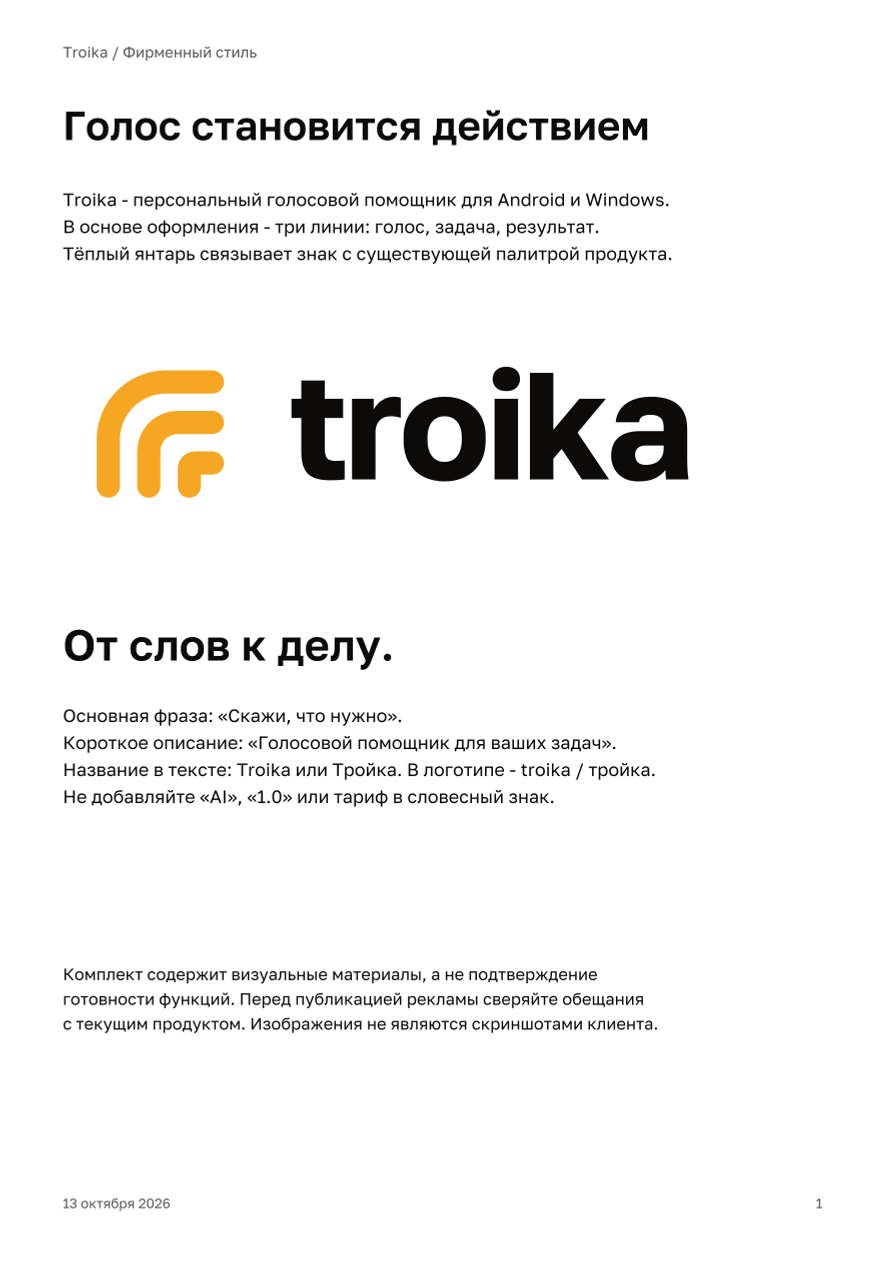 Troika / Фирменный стиль
Голос становится действием
Troika - персональный голосовой помощник для Android и Windows.
В основе оформления - три линии: голос, задача, результат.
Тёплый янтарь связывает знак с существующей палитрой продукта.
troika
От слов к делу.
Основная фраза: «Скажи, что нужно».
Короткое описание: «Голосовой помощник для ваших задач».
Название в тексте: Troika или Тройка. В логотипе - troika / тройка.
Не добавляйте «AI», «1.0» или тариф в словесный знак.
Комплект содержит визуальные материалы, а не подтверждение
готовности функций. Перед публикацией рекламы сверяйте обещания
с текущим продуктом. Изображения не являются скриншотами клиента.
13 октября 2026
1